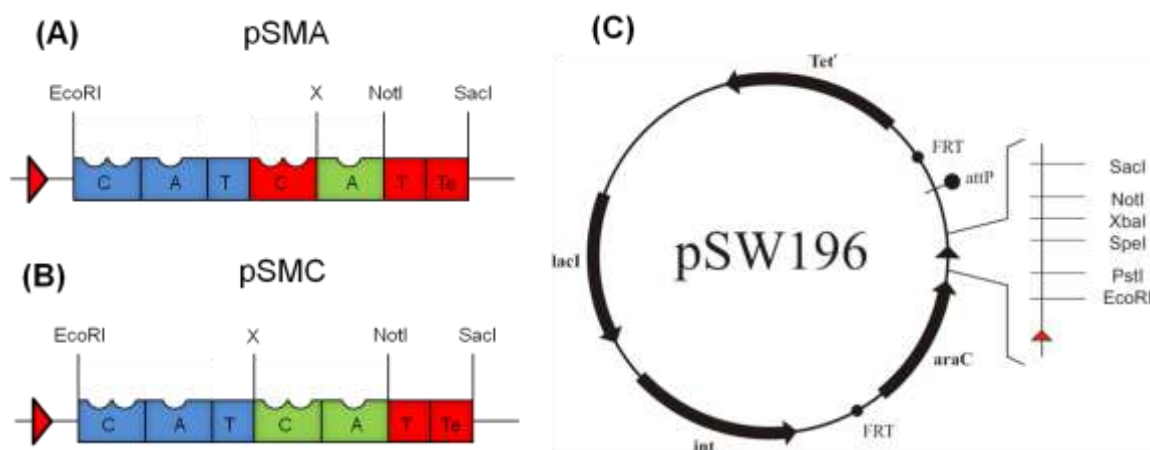 (A) pSMA
EcoRI X NotI SacI
C A T C A T Te
(B) pSMC
EcoRI X NotI SacI
C A T C A T Te
(C)
Tetʳ
FRT
attP
lacI
pSW196
araC
int
FRT
SacI
NotI
XbaI
SpeI
PstI
EcoRI